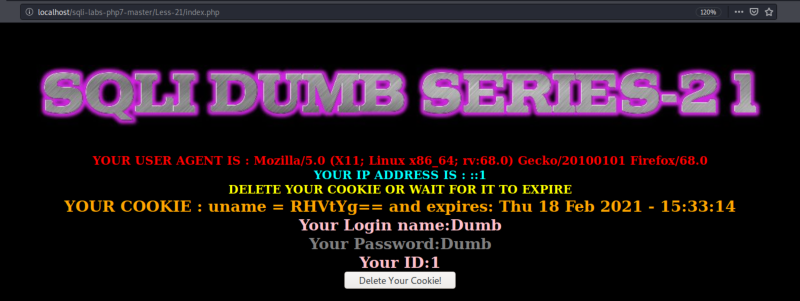 localhost/sqli-labs-php7-master/Less-21/index.php
120%
SQLI DUMB SERIES-21
YOUR USER AGENT IS : Mozilla/5.0 (X11; Linux x86_64; rv:68.0) Gecko/20100101 Firefox/68.0
YOUR IP ADDRESS IS : ::1
DELETE YOUR COOKIE OR WAIT FOR IT TO EXPIRE
YOUR COOKIE : uname = RHVtYg== and expires: Thu 18 Feb 2021 - 15:33:14
Your Login name:Dumb
Your Password:Dumb
Your ID:1
Delete Your Cookie!